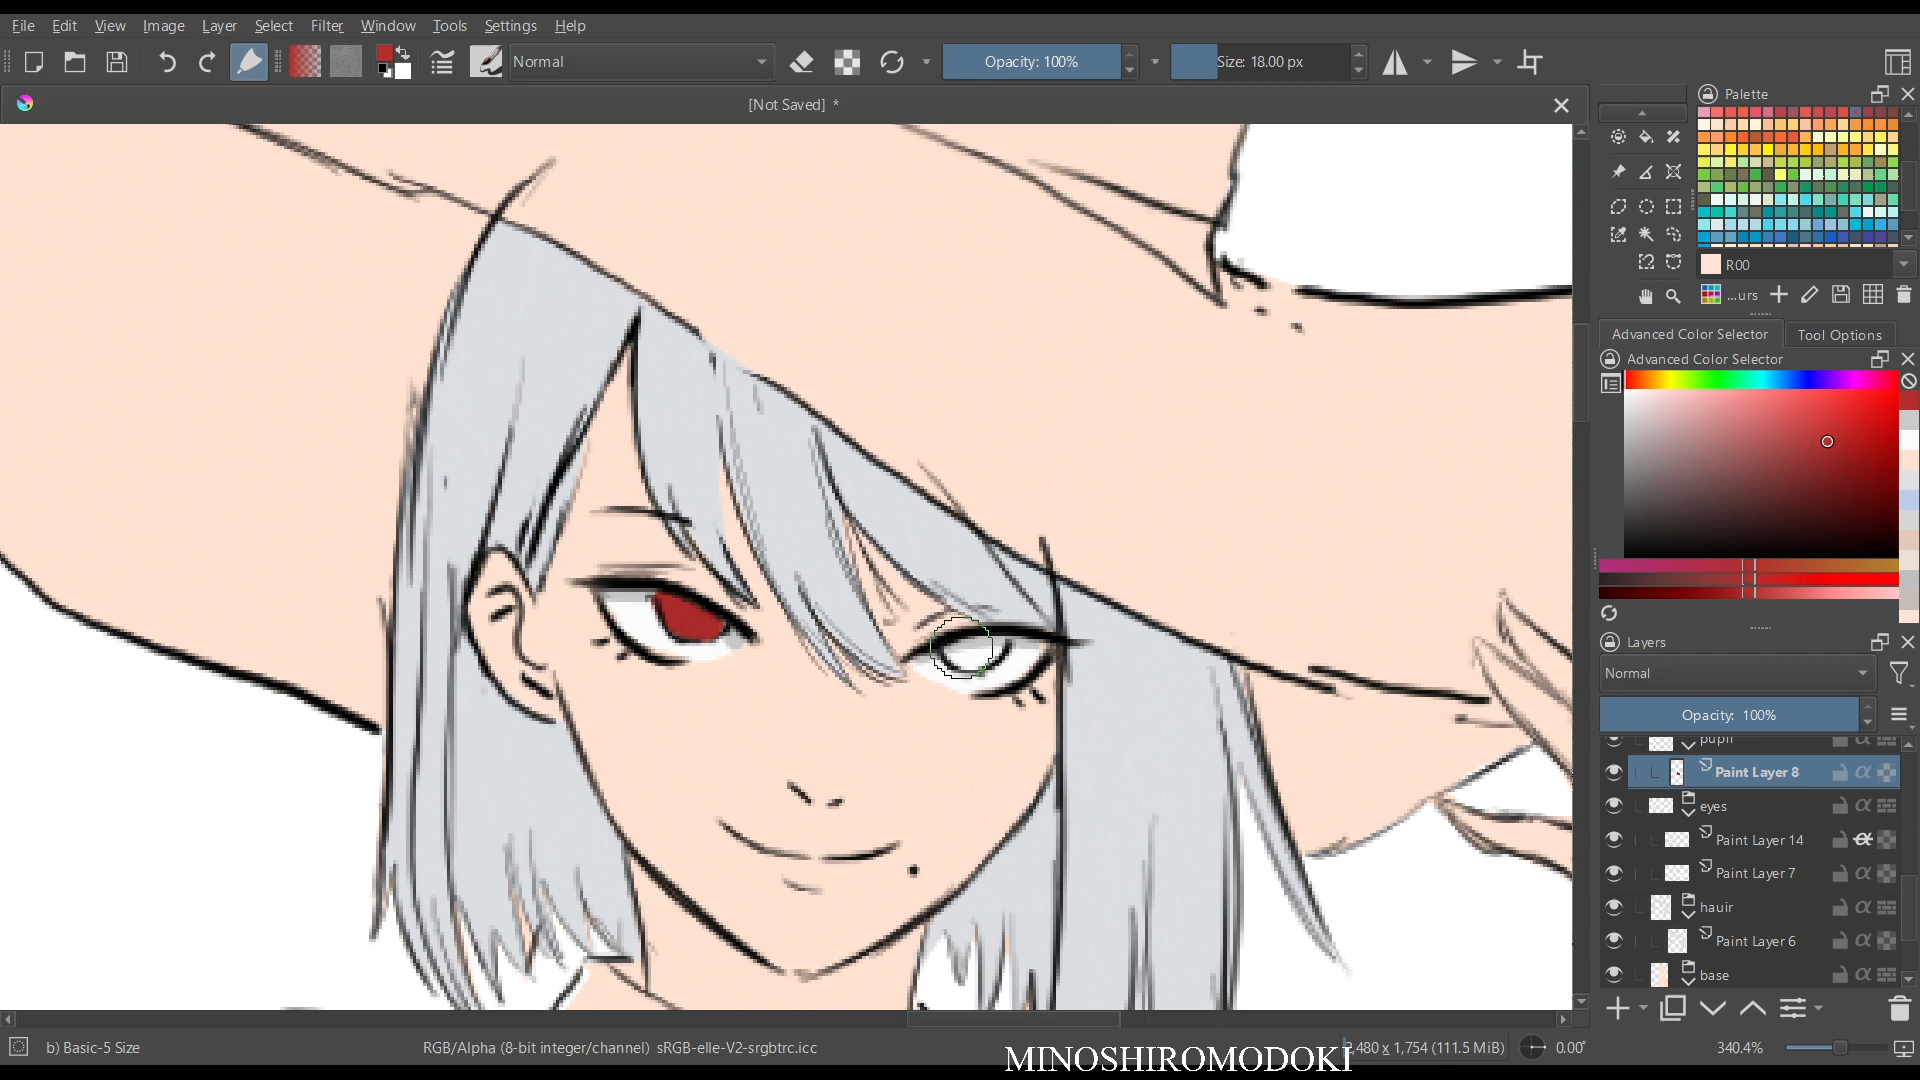 File Edit View Image Layer Select Filter Window Tools Settings Help
Normal Opacity: 100% Size: 18.00 px
[Not Saved] *
Palette
R00
...urs
Advanced Color Selector Tool Options
Advanced Color Selector
Layers
Normal
Opacity: 100%
pupil
Paint Layer 8
eyes
Paint Layer 14
Paint Layer 7
hauir
Paint Layer 6
base
b) Basic-5 Size RGB/Alpha (8-bit integer/channel) sRGB-elle-V2-srgbtrc.icc 2,480 x 1,754 (111.5 MiB) 0.00° 340.4%
MINOSHIROMODOKI